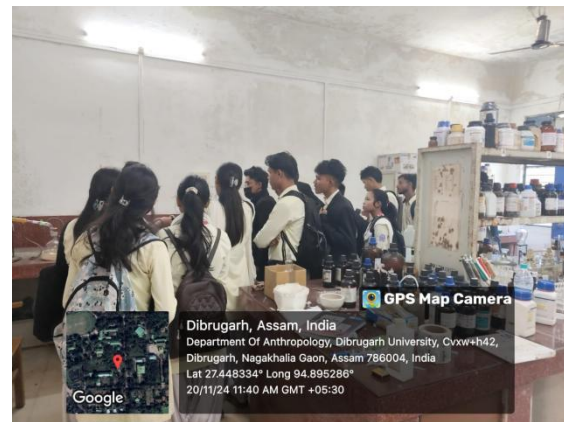 GPS Map Camera
Dibrugarh, Assam, India
Department Of Anthropology, Dibrugarh University, Cvxw+h42,
Dibrugarh, Nagakhalia Gaon, Assam 786004, India
Lat 27.448334° Long 94.895286°
20/11/24 11:40 AM GMT +05:30
Google